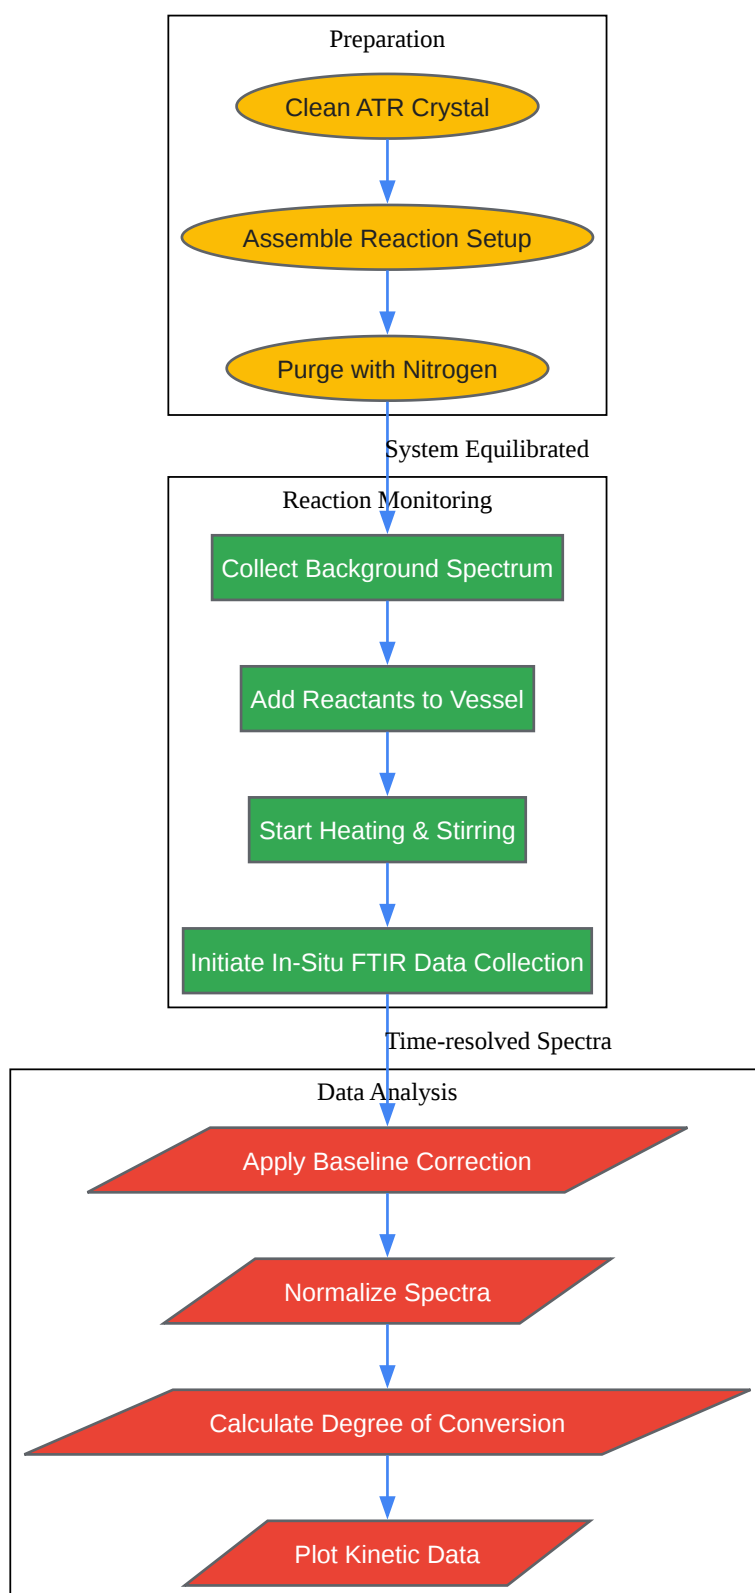 Preparation
Clean ATR Crystal
Assemble Reaction Setup
Purge with Nitrogen
System Equilibrated
Reaction Monitoring
Collect Background Spectrum
Add Reactants to Vessel
Start Heating & Stirring
Initiate In-Situ FTIR Data Collection
Time-resolved Spectra
Data Analysis
Apply Baseline Correction
Normalize Spectra
Calculate Degree of Conversion
Plot Kinetic Data